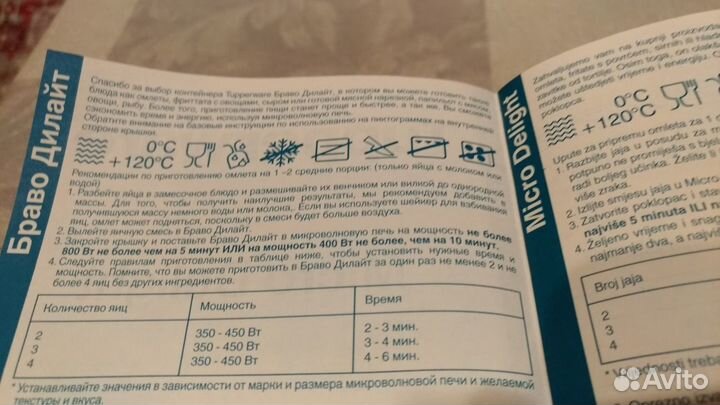 Браво Дилайт
Спасибо за выбор контейнера Tupperware Браво Дилайт, в котором вы можете готовить такие
блюда как омлеты, фриттата с овощами, сыром или готовой мясной нарезкой, папильот с мясом
овощи, рыбу. Более того, приготовление пищи станет проще и быстрее, а так же, вы сможете
сэкономить время и энергию, используя микроволновую печь.
Обратите внимание на базовые инструкции по использованию на пиктограммах на внутренней
стороне крышки.
0°C
+120°C
Рекомендации по приготовлению омлета на 1 -2 средние порции: (только яйца с молоком или
водой)
1. Разбейте яйца в замесочное блюдо и размешивайте их венчиком или вилкой до однородной
массы. Для того, чтобы получить наилучшие результаты, мы рекомендуем добавить в
получившуюся массу немного воды или молока. Если вы используете шейкер для взбивания
яиц, омлет может подняться, поскольку в смеси будет больше воздуха.
2. Вылейте яичную смесь в Браво Дилайт.
3. Закройте крышку и поставьте Браво Дилайт в микроволновую печь на мощность не более
800 Вт не более чем на 5 минут ИЛИ на мощность 400 Вт не более, чем на 10 минут.
4. Следуйте правилам приготовления в таблице ниже, чтобы установить нужные время и
мощность. Помните, что вы можете приготовить в Браво Дилайт за один раз не менее 2 и не
более 4 яиц без других ингредиентов.
Количество яиц Мощность Время
2 350 - 450 Вт 2 - 3 мин.
3 350 - 450 Вт 3 - 4 мин.
4 350 - 450 Вт 4 - 6 мин.
*Устанавливайте значения в зависимости от марки и размера микроволновой печи и желаемой
текстуры и вкуса.
Micro Delight
Zahvaljujemo vam na kupnji proizvoda
omlete, fritate s povrćem, sirnih ili
zavitke od tortilje. Osim toga, on
možete uštedjeti vrijeme i energiju.
poklopca.
0°C
+120°C
Upute za pripremu omleta za 1
1. Razbijte jaja u posudu za
potpuno ne promiješa s
radi boljeg učinka. Želite li
više zraka.
2. Izlijte smjesu jaja u Micro
3. Zatvorite poklopac i
najviše 5 minuta ILI
4. Željeno vrijeme i
najmanje dva, a
Broj jaja
2
3
4
Avito